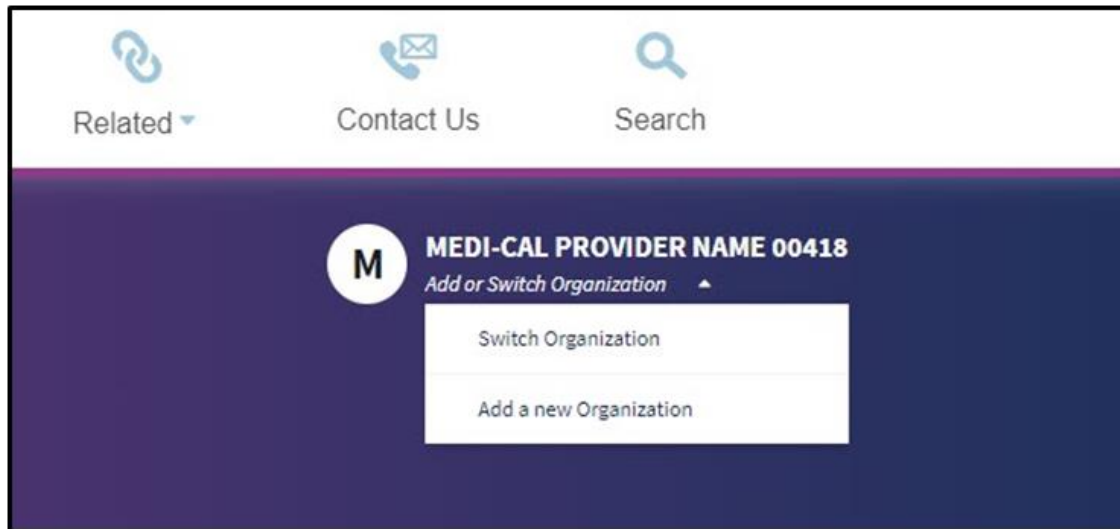 Related
Contact Us
Search
M
MEDI-CAL PROVIDER NAME 00418
Add or Switch Organization
Switch Organization
Add a new Organization